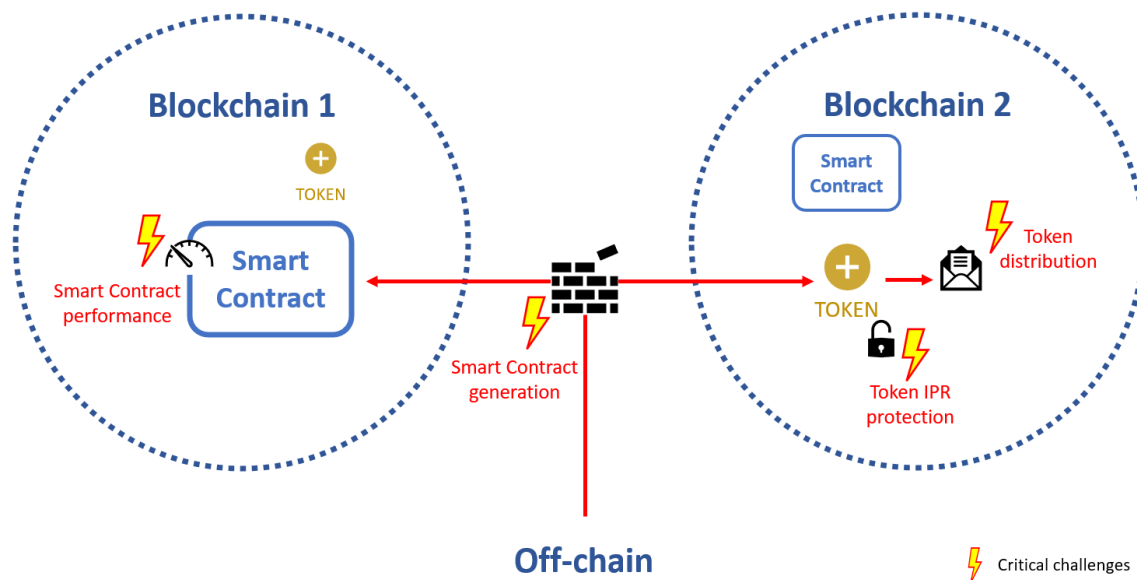 Blockchain 1
TOKEN
Smart
Contract
Smart Contract
performance
Smart Contract
generation
Blockchain 2
Smart
Contract
Token
distribution
TOKEN
Token IPR
protection
Off-chain
Critical challenges